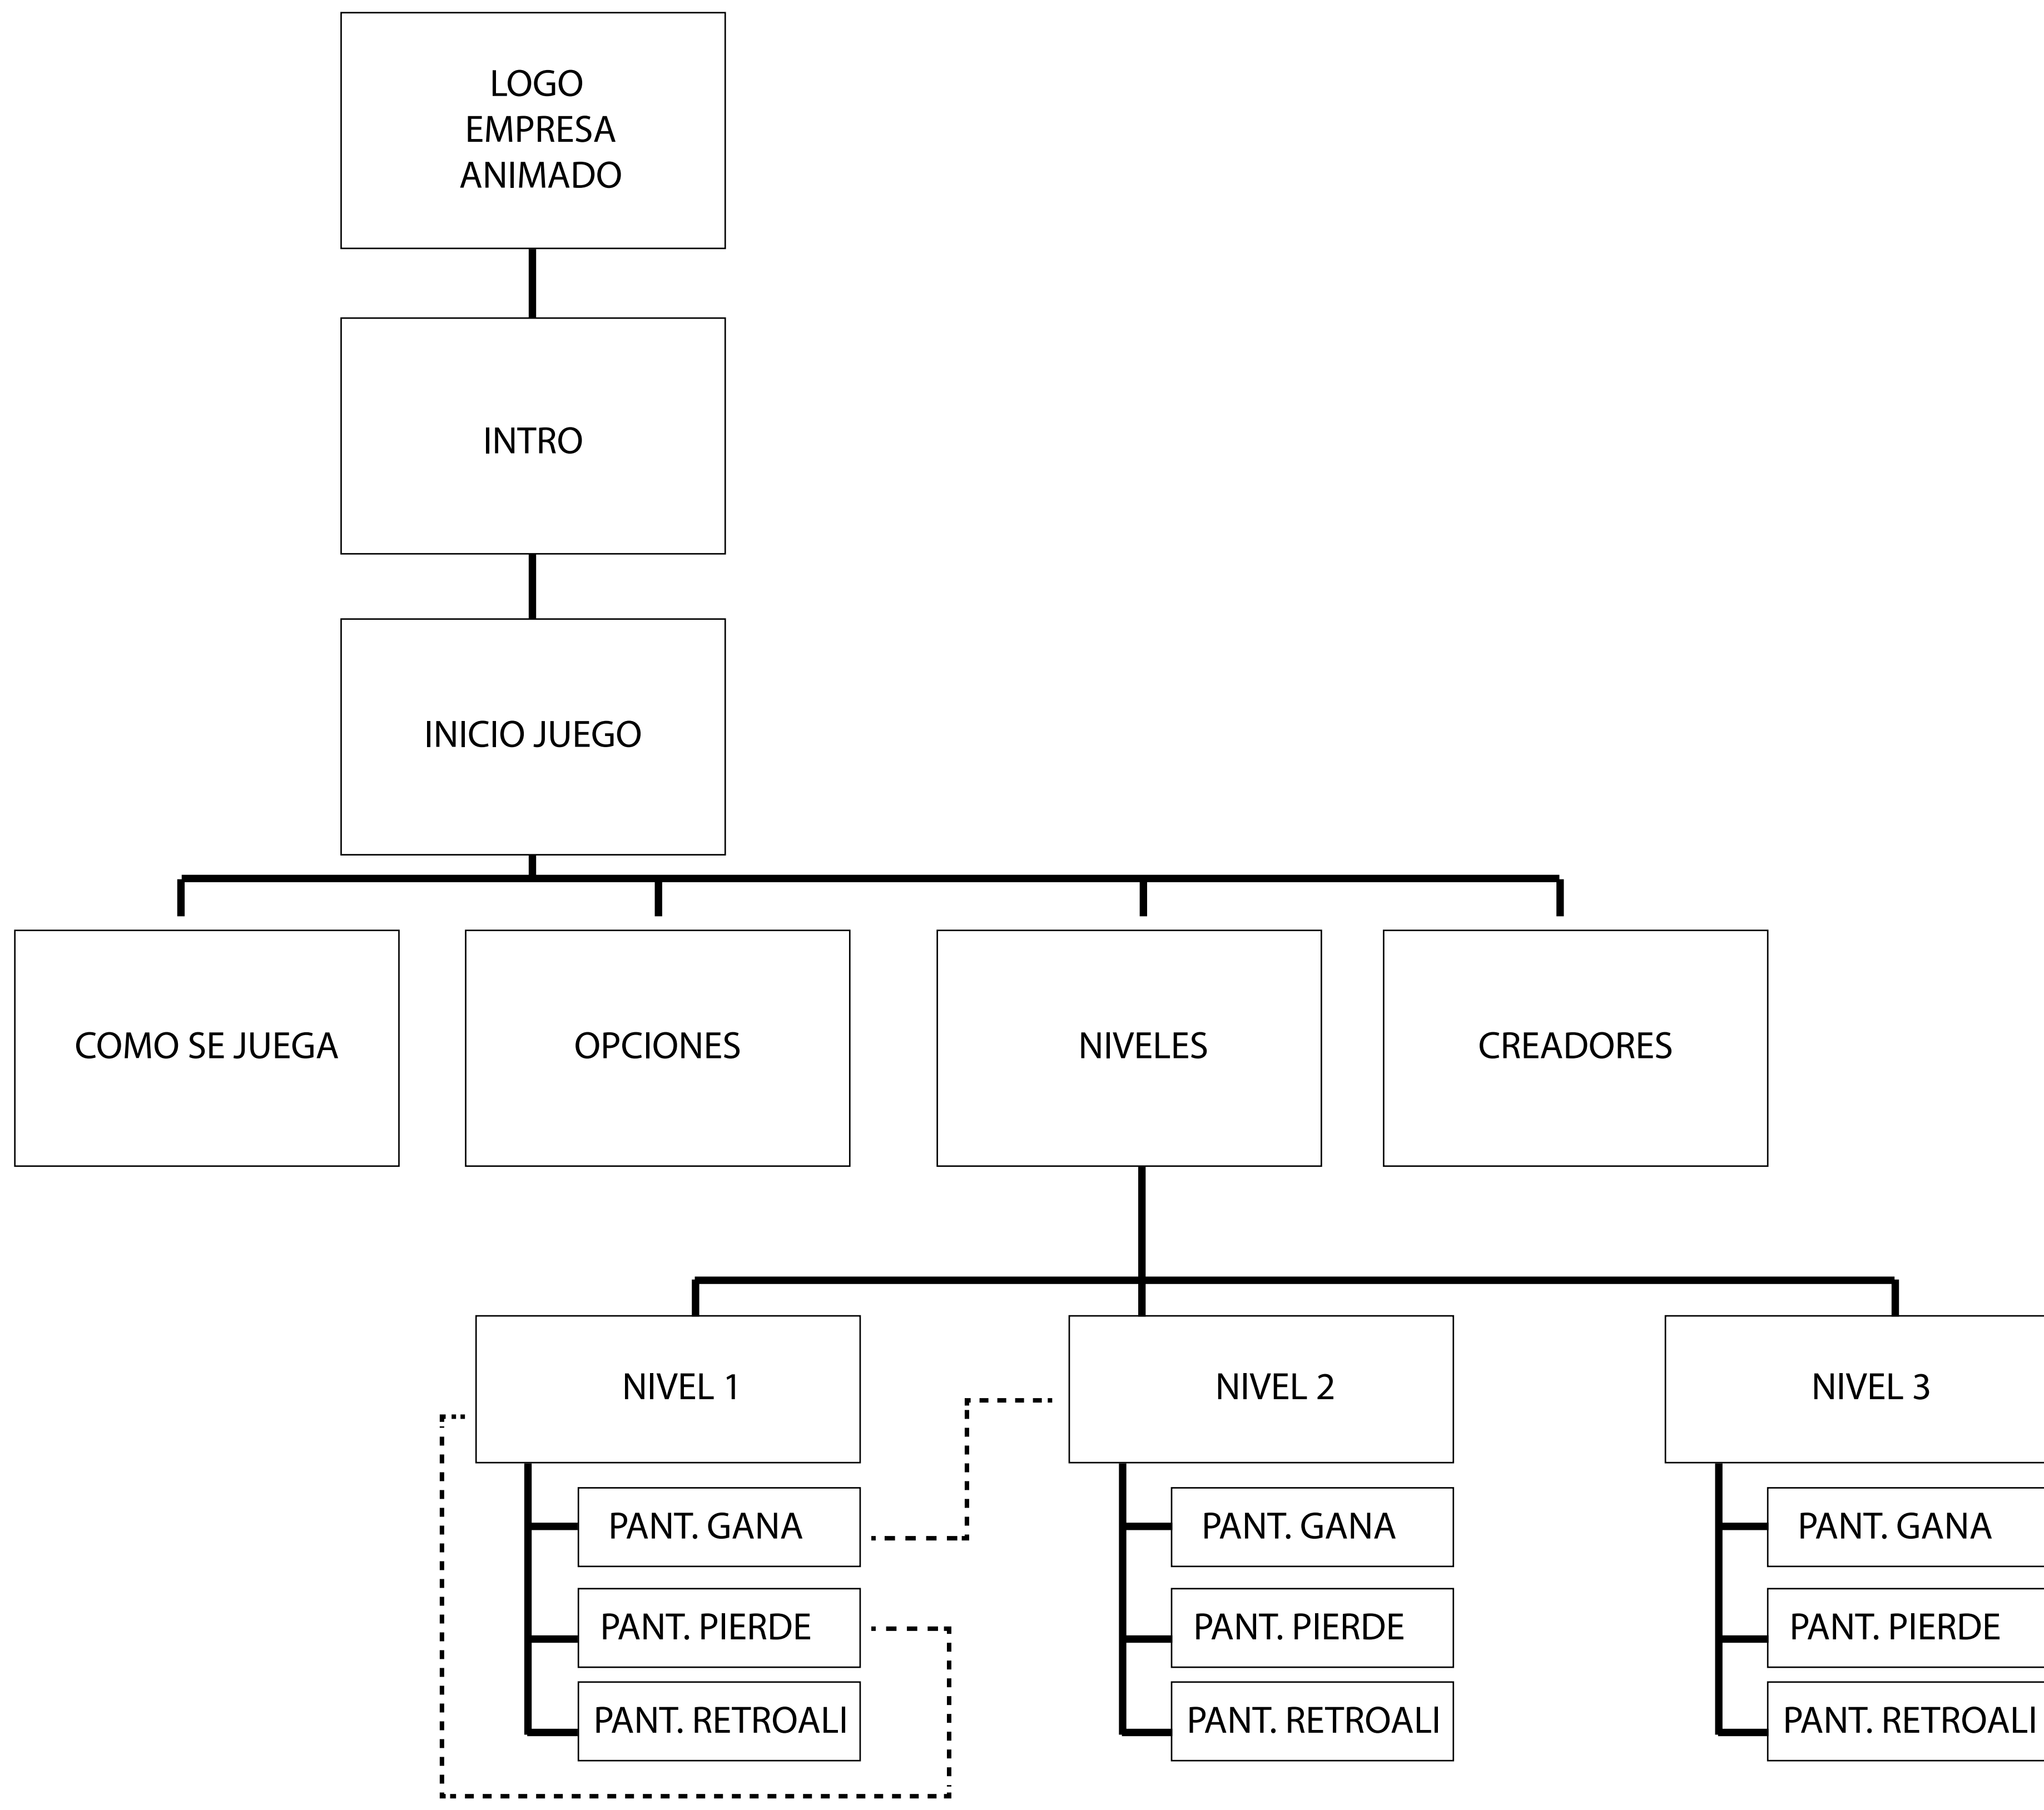 LOGO
EMPRESA
ANIMADO
INTRO
INICIO JUEGO
COMO SE JUEGA
OPCIONES
NIVELES
CREADORES
NIVEL 1
NIVEL 2
NIVEL 3
PANT. GANA
PANT. GANA
PANT. GANA
PANT. PIERDE
PANT. PIERDE
PANT. PIERDE
PANT. RETROALI
PANT. RETROALI
PANT. RETROALI